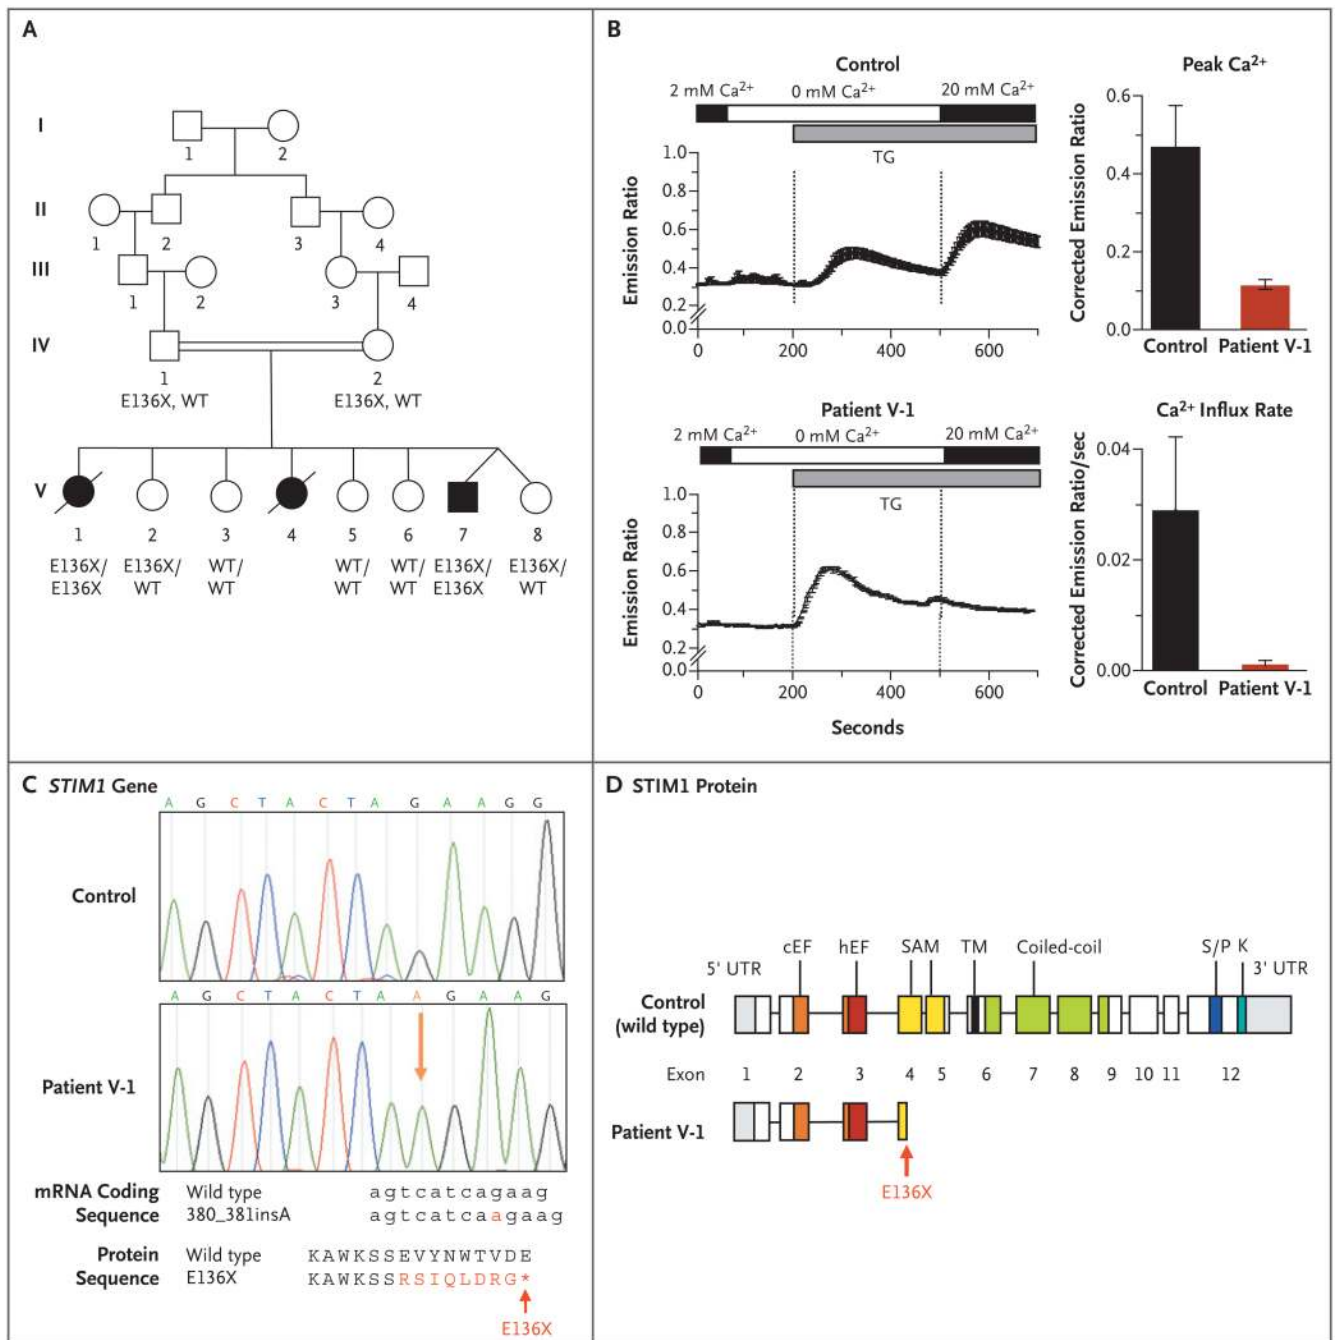 A
I
1
2
II
1
2
3
4
III
1
2
3
4
IV
1
2
E136X, WT
E136X, WT
V
1
2
3
4
5
6
7
8
E136X/ E136X/ WT/ WT/ WT/ E136X/ E136X/
E136X WT WT WT WT E136X WT
B
Control
2 mM Ca²⁺ 0 mM Ca²⁺ 20 mM Ca²⁺
TG
Emission Ratio
1.0
0.8
0.6
0.4
0.2
0.0
0 200 400 600
Peak Ca²⁺
Corrected Emission Ratio
0.6
0.4
0.2
0.0
Control Patient V-1
Patient V-1
2 mM Ca²⁺ 0 mM Ca²⁺ 20 mM Ca²⁺
TG
Emission Ratio
1.0
0.8
0.6
0.4
0.2
0.0
0 200 400 600
Seconds
Ca²⁺ Influx Rate
Corrected Emission Ratio/sec
0.04
0.02
0.00
Control Patient V-1
C STIM1 Gene
A G C T A C T A G A A G G
Control
A G C T A C T A A G A A G
Patient V-1
mRNA Coding Wild type agtcatcagaag
Sequence 380_381insA agtcatcaagaag
Protein Wild type KAWKSSEVYNWTVDE
Sequence E136X KAWKSSRSIQLDRG*
E136X
D STIM1 Protein
cEF hEF SAM TM Coiled-coil S/P K
5' UTR 3' UTR
Control
(wild type)
Exon 1 2 3 4 5 6 7 8 9 10 11 12
Patient V-1
E136X